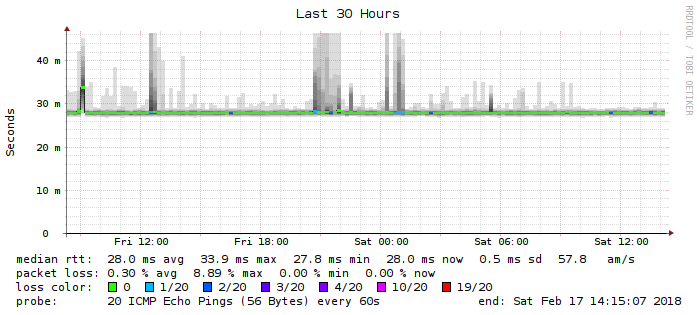 Last 30 Hours
RRDTOOL / TOBI OETIKER
Seconds
40 m
30 m
20 m
10 m
0
Fri 12:00 Fri 18:00 Sat 00:00 Sat 06:00 Sat 12:00
median rtt: 28.0 ms avg 33.9 ms max 27.8 ms min 28.0 ms now 0.5 ms sd 57.8 am/s
packet loss: 0.30 % avg 8.89 % max 0.00 % min 0.00 % now
loss color: 0 1/20 2/20 3/20 4/20 10/20 19/20
probe: 20 ICMP Echo Pings (56 Bytes) every 60s end: Sat Feb 17 14:15:07 2018